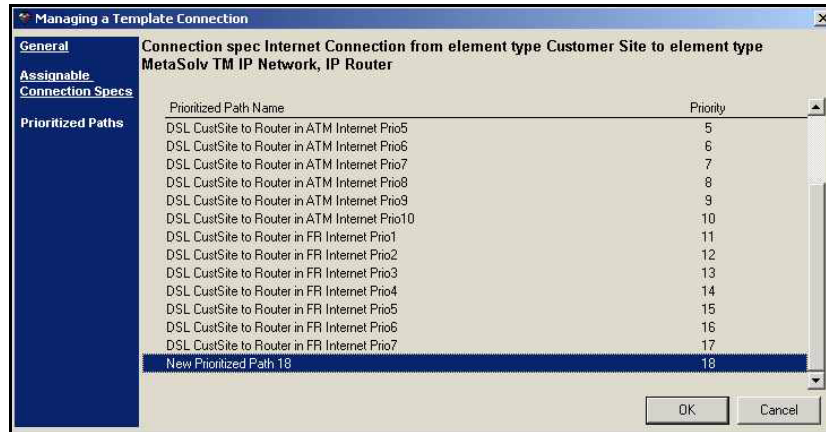 Managing a Template Connection
General
Assignable
Connection Specs
Prioritized Paths
Connection spec Internet Connection from element type Customer Site to element type
MetaSolv TM IP Network, IP Router
Prioritized Path Name Priority
DSL CustSite to Router in ATM Internet Prio5 5
DSL CustSite to Router in ATM Internet Prio6 6
DSL CustSite to Router in ATM Internet Prio7 7
DSL CustSite to Router in ATM Internet Prio8 8
DSL CustSite to Router in ATM Internet Prio9 9
DSL CustSite to Router in ATM Internet Prio10 10
DSL CustSite to Router in FR Internet Prio1 11
DSL CustSite to Router in FR Internet Prio2 12
DSL CustSite to Router in FR Internet Prio3 13
DSL CustSite to Router in FR Internet Prio4 14
DSL CustSite to Router in FR Internet Prio5 15
DSL CustSite to Router in FR Internet Prio6 16
DSL CustSite to Router in FR Internet Prio7 17
New Prioritized Path 18 18
OK Cancel